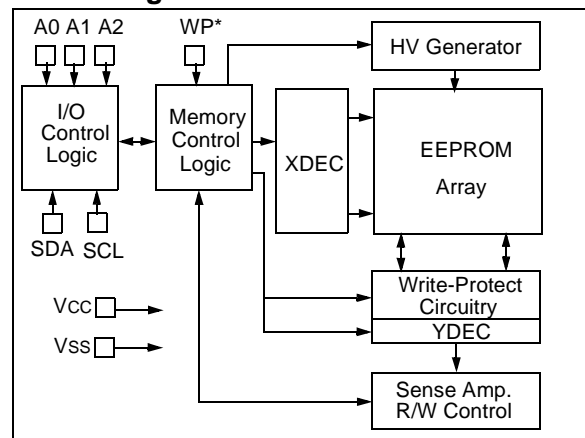 A0 A1 A2
WP*
HV Generator
I/O
Control
Logic
Memory
Control
Logic
XDEC
EEPROM
Array
SDA SCL
Write-Protect
Circuitry
YDEC
VCC
VSS
Sense Amp.
R/W Control